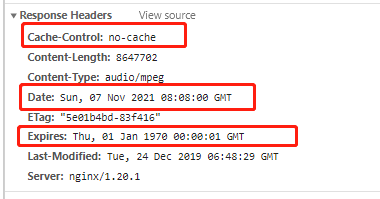 Response Headers View source
Cache-Control: no-cache
Content-Length: 8647702
Content-Type: audio/mpeg
Date: Sun, 07 Nov 2021 08:08:00 GMT
ETag: "5e01b4bd-83f416"
Expires: Thu, 01 Jan 1970 00:00:01 GMT
Last-Modified: Tue, 24 Dec 2019 06:48:29 GMT
Server: nginx/1.20.1